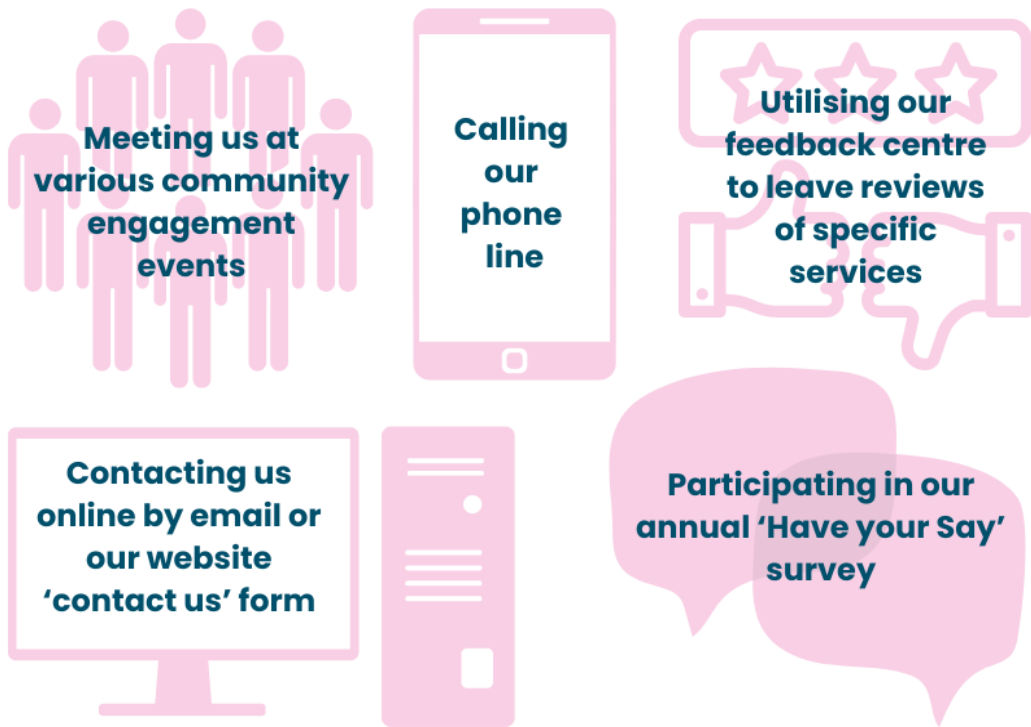 Meeting us at
various community
engagement
events
Calling
our
phone
line
Utilising our
feedback centre
to leave reviews
of specific
services
Contacting us
online by email or
our website
‘contact us’ form
Participating in our
annual ‘Have your Say’
survey